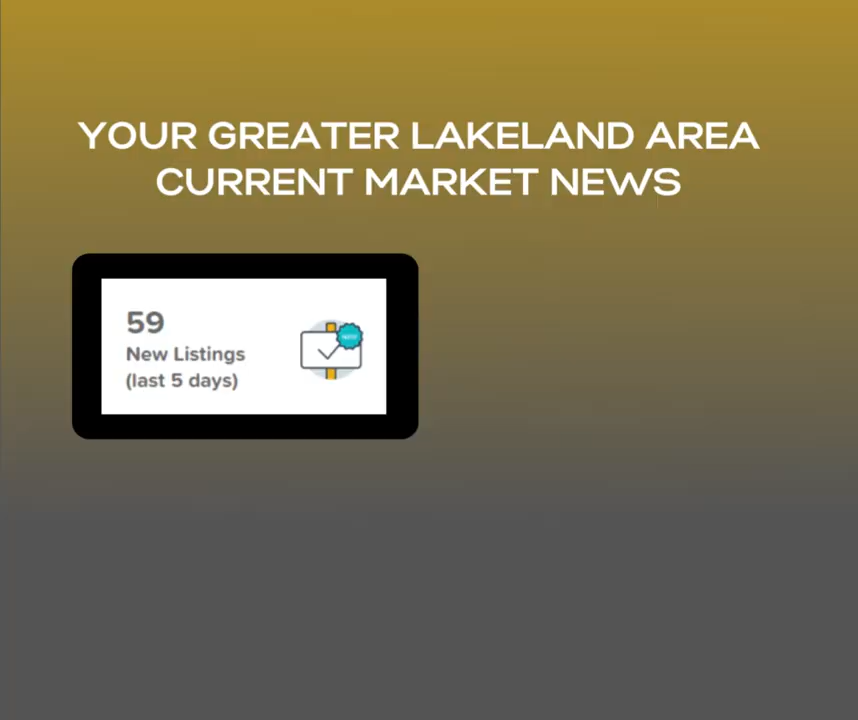 YOUR GREATER LAKELAND AREA
CURRENT MARKET NEWS
59
New Listings
(last 5 days)